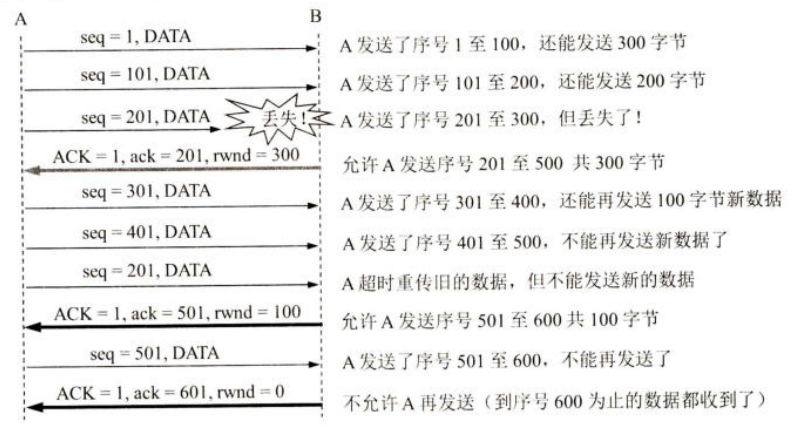 A B
seq = 1, DATA A 发送了序号 1 至 100，还能发送 300 字节
seq = 101, DATA A 发送了序号 101 至 200，还能发送 200 字节
seq = 201, DATA 丢失! A 发送了序号 201 至 300，但丢失了!
ACK = 1, ack = 201, rwnd = 300 允许 A 发送序号 201 至 500 共 300 字节
seq = 301, DATA A 发送了序号 301 至 400，还能再发送 100 字节新数据
seq = 401, DATA A 发送了序号 401 至 500，不能再发送新数据了
seq = 201, DATA A 超时重传旧的数据，但不能发送新的数据
ACK = 1, ack = 501, rwnd = 100 允许 A 发送序号 501 至 600 共 100 字节
seq = 501, DATA A 发送了序号 501 至 600，不能再发送了
ACK = 1, ack = 601, rwnd = 0 不允许 A 再发送（到序号 600 为止的数据都收到了）